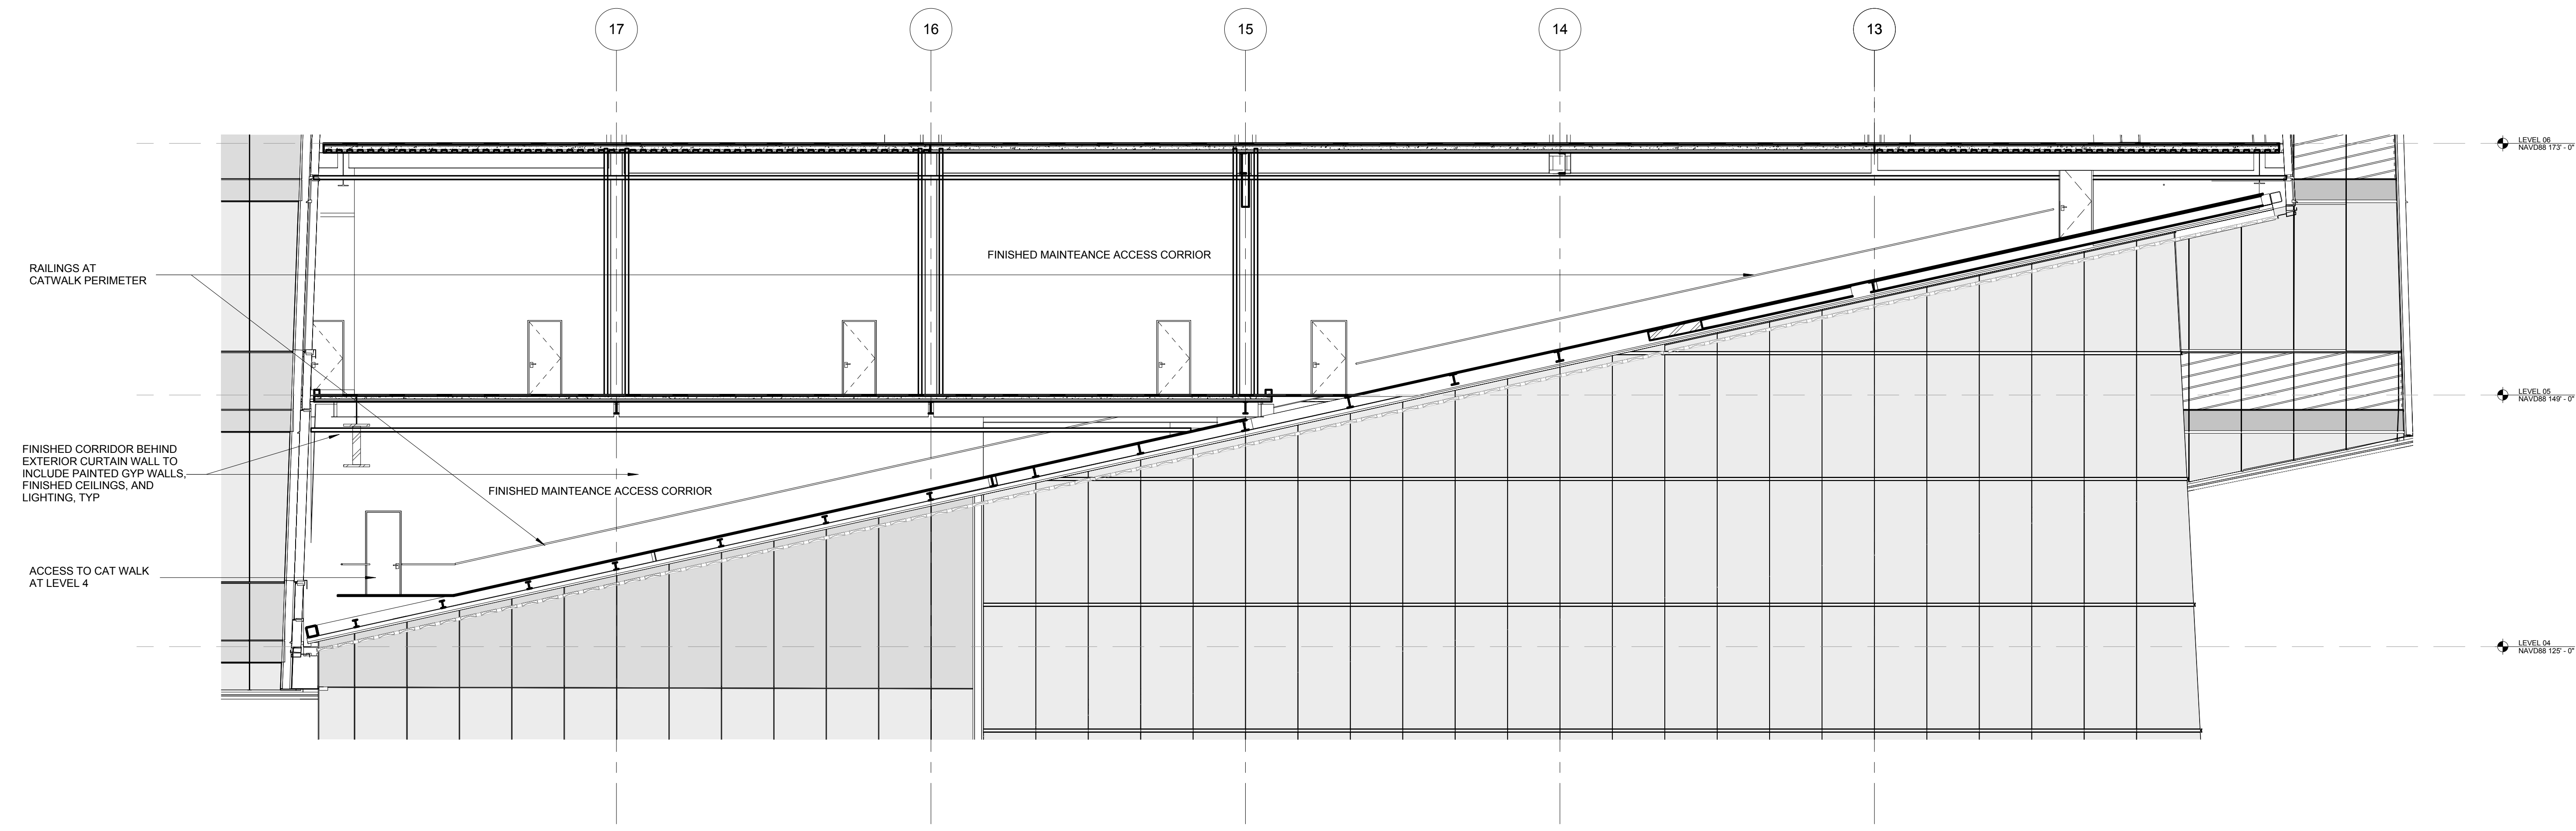 17
16
15
14
13
LEVEL 06
NAVD88 173' - 0"
FINISHED MAINTEANCE ACCESS CORRIOR
RAILINGS AT
CATWALK PERIMETER
LEVEL 05
NAVD88 149' - 0"
FINISHED CORRIDOR BEHIND
EXTERIOR CURTAIN WALL TO
INCLUDE PAINTED GYP WALLS,
FINISHED CEILINGS, AND
LIGHTING, TYP
FINISHED MAINTEANCE ACCESS CORRIOR
ACCESS TO CAT WALK
AT LEVEL 4
LEVEL 04
NAVD88 125' - 0"